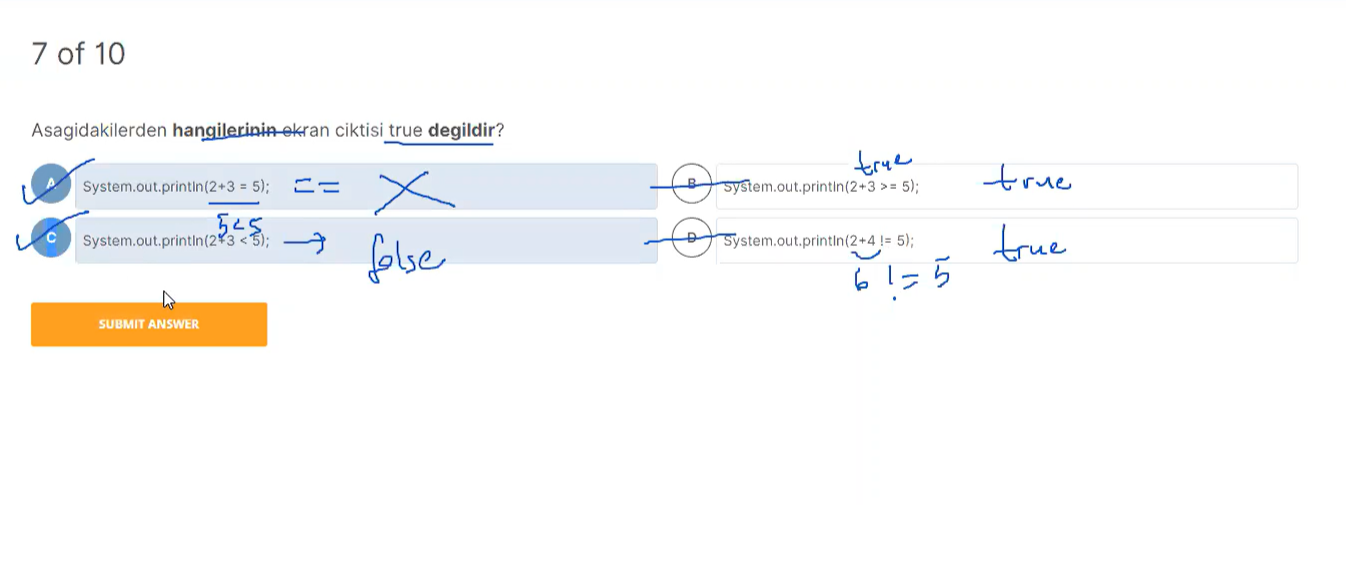 7 of 10
Asagidakilerden hangilerinin ekran ciktisi true degildir?
A System.out.println(2+3 = 5); ==
true
B System.out.println(2+3 >= 5); true
5<5
C System.out.println(2+3 < 5); → false
D System.out.println(2+4 != 5); true
6 != 5
SUBMIT ANSWER